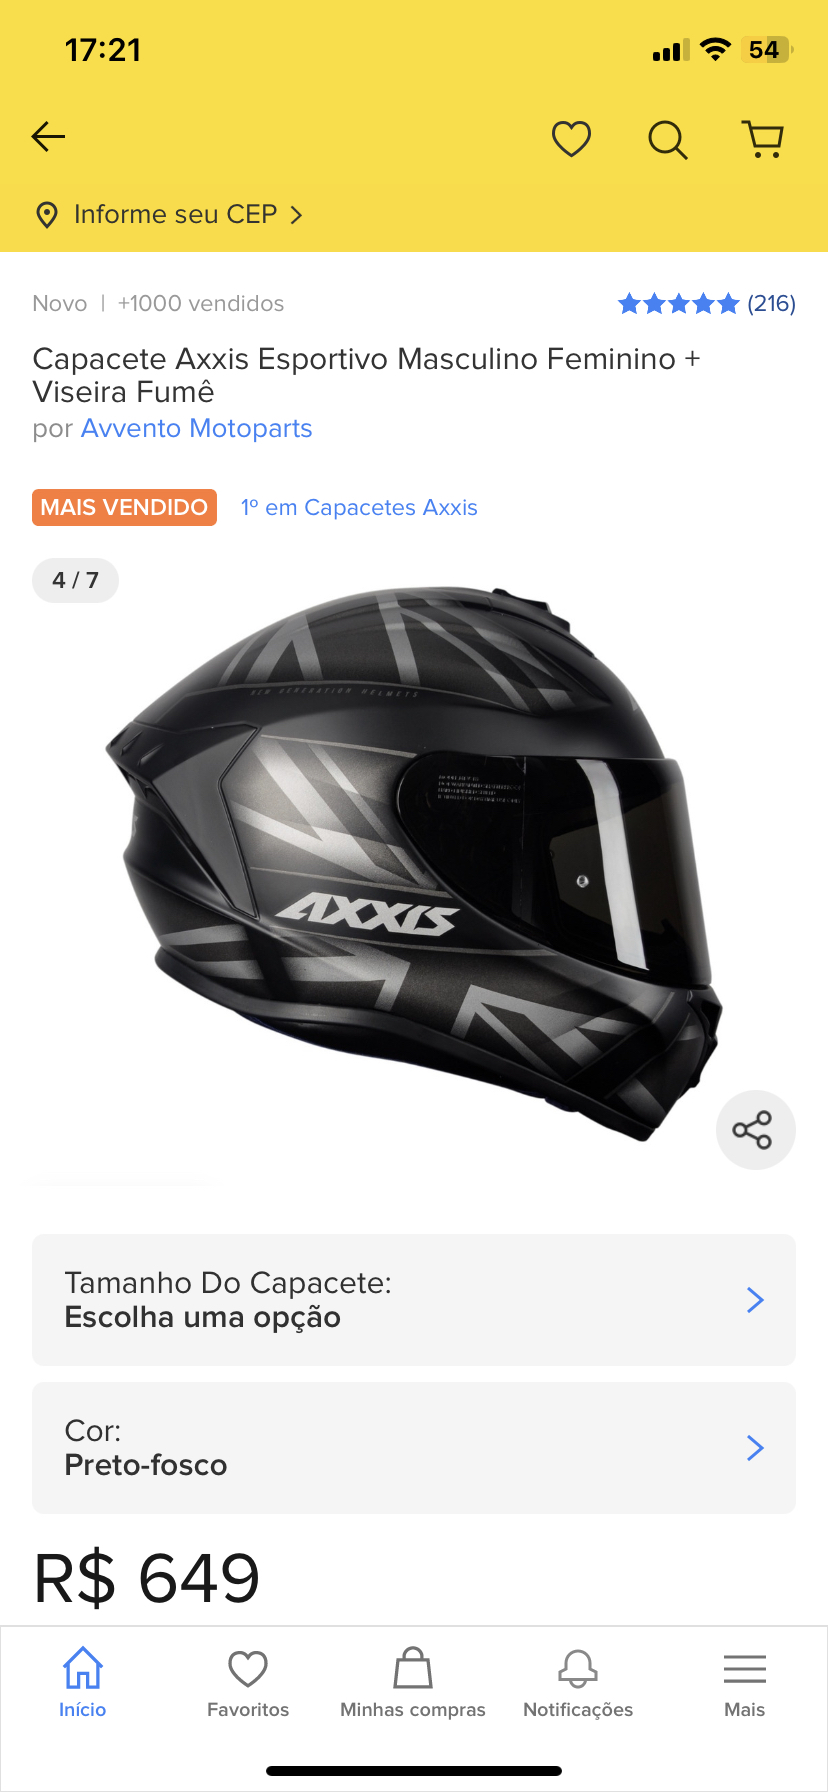 17:21
54
Informe seu CEP
Novo | +1000 vendidos
(216)
Capacete Axxis Esportivo Masculino Feminino +
Viseira Fumê
por Avvento Motoparts
MAIS VENDIDO
1º em Capacetes Axxis
4 / 7
NEW GENERATION HELMETS
AXXIS
Tamanho Do Capacete:
Escolha uma opção
Cor:
Preto-fosco
R$ 649
Início
Favoritos
Minhas compras
Notificações
Mais